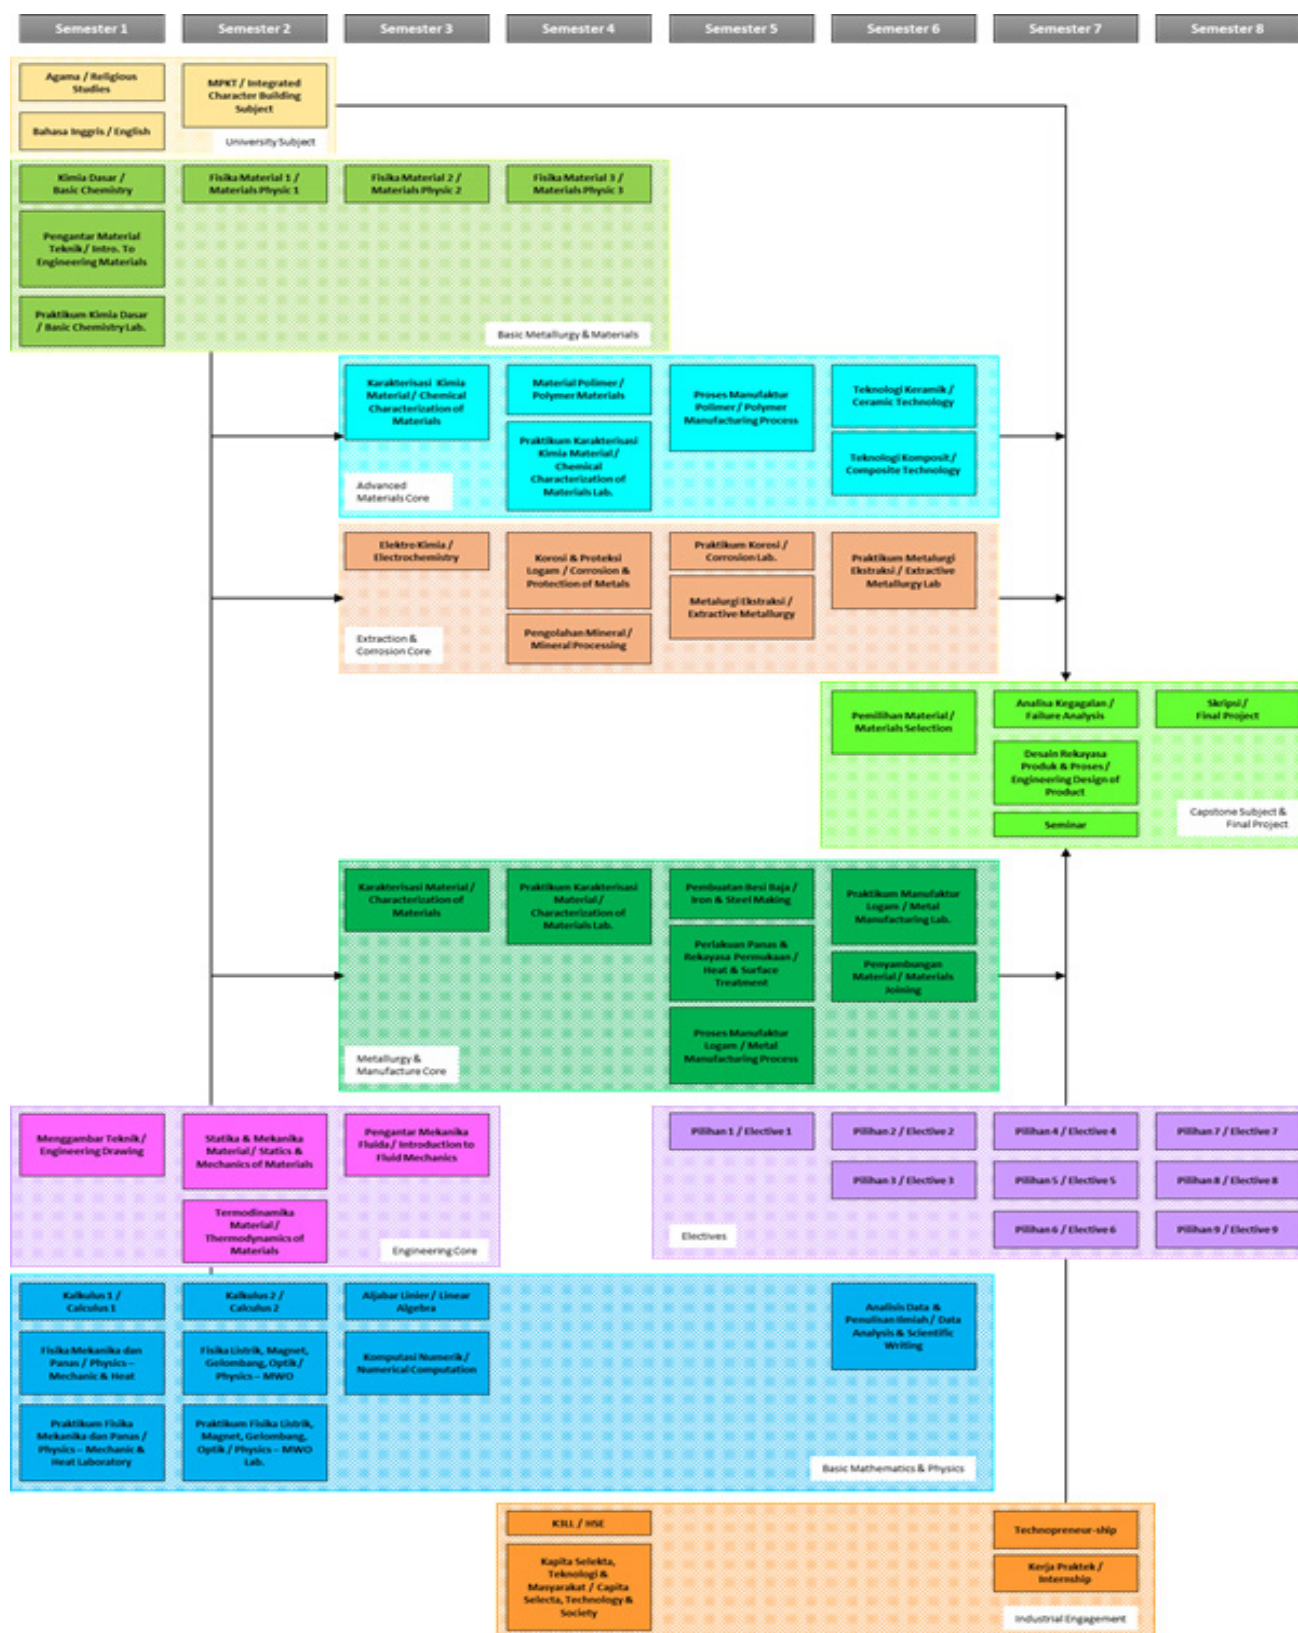 Semester 1
Semester 2
Semester 3
Semester 4
Semester 5
Semester 6
Semester 7
Semester 8
Agama / Religious
Studies
Bahasa Inggris / English
MPKT / Integrated
Character Building
Subject
University Subject
Kimia Dasar /
Basic Chemistry
Fisika Material 1 /
Materials Physic 1
Fisika Material 2 /
Materials Physic 2
Fisika Material 3 /
Materials Physic 3
Pengantar Material
Teknik / Intro. To
Engineering Materials
Praktikum Kimia Dasar
/ Basic Chemistry Lab.
Basic Metallurgy & Materials
Karakterisasi Kimia
Material / Chemical
Characterization of
Materials
Material Polimer /
Polymer Materials
Praktikum Karakterisasi
Kimia Material /
Chemical
Characterization of
Materials Lab.
Proses Manufaktur
Polimer / Polymer
Manufacturing Process
Teknologi Keramik /
Ceramic Technology
Teknologi Komposit /
Composite Technology
Advanced
Materials Core
Elektro Kimia /
Electrochemistry
Korosi & Proteksi
Logam / Corrosion &
Protection of Metals
Pengolahan Mineral /
Mineral Processing
Praktikum Korosi /
Corrosion Lab.
Metalurgi Ekstraksi /
Extractive Metallurgy
Praktikum Metalurgi
Ekstraksi / Extractive
Metallurgy Lab
Extraction &
Corrosion Core
Pemilihan Material /
Materials Selection
Analisa Kegagalan /
Failure Analysis
Desain Rekayasa
Produk & Proses /
Engineering Design of
Product
Seminar
Skripsi /
Final Project
Capstone Subject &
Final Project
Karakterisasi Material /
Characterization of
Materials
Praktikum Karakterisasi
Material /
Characterization of
Materials Lab.
Pembuatan Besi Baja /
Iron & Steel Making
Perlakuan Panas &
Rekayasa Permukaan /
Heat & Surface
Treatment
Proses Manufaktur
Logam / Metal
Manufacturing Process
Praktikum Manufaktur
Logam / Metal
Manufacturing Lab.
Penyambungan
Material / Materials
Joining
Metallurgy &
Manufacture Core
Menggambar Teknik /
Engineering Drawing
Statika & Mekanika
Material / Statics &
Mechanics of Materials
Termodinamika
Material /
Thermodynamics of
Materials
Pengantar Mekanika
Fluida / Introduction to
Fluid Mechanics
Engineering Core
Pilihan 1 / Elective 1
Pilihan 2 / Elective 2
Pilihan 3 / Elective 3
Pilihan 4 / Elective 4
Pilihan 5 / Elective 5
Pilihan 6 / Elective 6
Pilihan 7 / Elective 7
Pilihan 8 / Elective 8
Pilihan 9 / Elective 9
Electives
Kalkulus 1 /
Calculus 1
Fisika Mekanika dan
Panas / Physics –
Mechanic & Heat
Praktikum Fisika
Mekanika dan Panas /
Physics – Mechanic &
Heat Laboratory
Kalkulus 2 /
Calculus 2
Fisika Listrik, Magnet,
Gelombang, Optik /
Physics – MWO
Praktikum Fisika Listrik,
Magnet, Gelombang,
Optik / Physics – MWO
Lab.
Aljabar Linier / Linear
Algebra
Komputasi Numerik /
Numerical Computation
Analisis Data &
Penulisan Ilmiah / Data
Analysis & Scientific
Writing
Basic Mathematics & Physics
K3LL / HSE
Kapita Selekta,
Teknologi &
Masyarakat / Capita
Selecta, Technology &
Society
Technopreneur-ship
Kerja Praktek /
Internship
Industrial Engagement